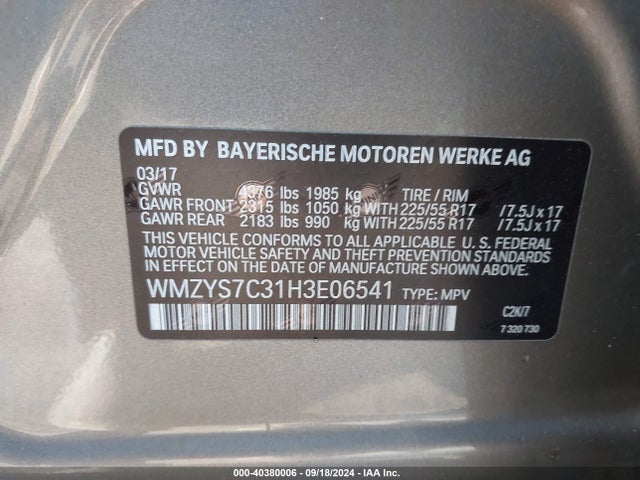 MFD BY BAYERISCHE MOTOREN WERKE AG
03/17
GVWR 4376 lbs 1985 kg TIRE / RIM
GAWR FRONT 2315 lbs 1050 kg WITH 225/55 R17 /7.5J x 17
GAWR REAR 2183 lbs 990 kg WITH 225/55 R17 /7.5J x 17
THIS VEHICLE CONFORMS TO ALL APPLICABLE U. S. FEDERAL
MOTOR VEHICLE SAFETY AND THEFT PREVENTION
STANDARDS IN EFFECT ON THE DATE OF MANUFACTURE SHOWN ABOVE.
WMZYS7C31H3E06541 TYPE: MPV
C2K/7
7 320 730
000-40380006 - 09/18/2024 - IAA Inc.